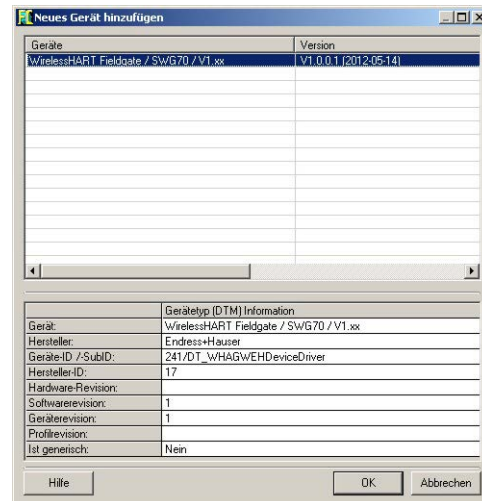 Neues Gerät hinzufügen
Geräte Version
WirelessHART Fieldgate / SWG70 / V1.xx V1.0.0.1 (2012-05-14)
Gerätetyp (DTM) Information
Gerät: WirelessHART Fieldgate / SWG70 / V1.xx
Hersteller: Endress+Hauser
Geräte-ID /-SubID: 241/DT_WHAGWEHDeviceDriver
Hersteller-ID: 17
Hardware-Revision:
Softwarerevision: 1
Geräterevision: 1
Profilrevision:
Ist generisch: Nein
Hilfe OK Abbrechen